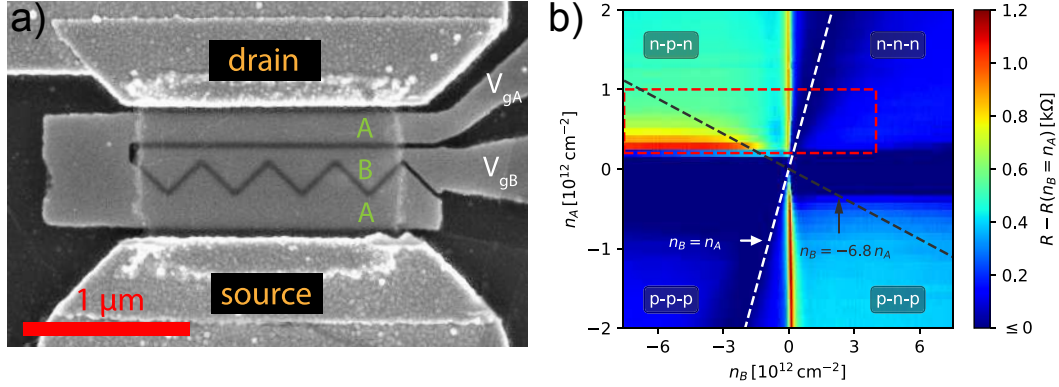 a)
drain
V_gA
A
B
V_gB
A
source
1 μm
b)
n-p-n
n-n-n
n_B = n_A
n_B = −6.8 n_A
p-p-p
p-n-p
2
1
0
−1
−2
n_A [10^12 cm^−2]
−6
−3
0
3
6
n_B [10^12 cm^−2]
1.2
1.0
0.8
0.6
0.4
0.2
≤ 0
R − R(n_B = n_A) [kΩ]